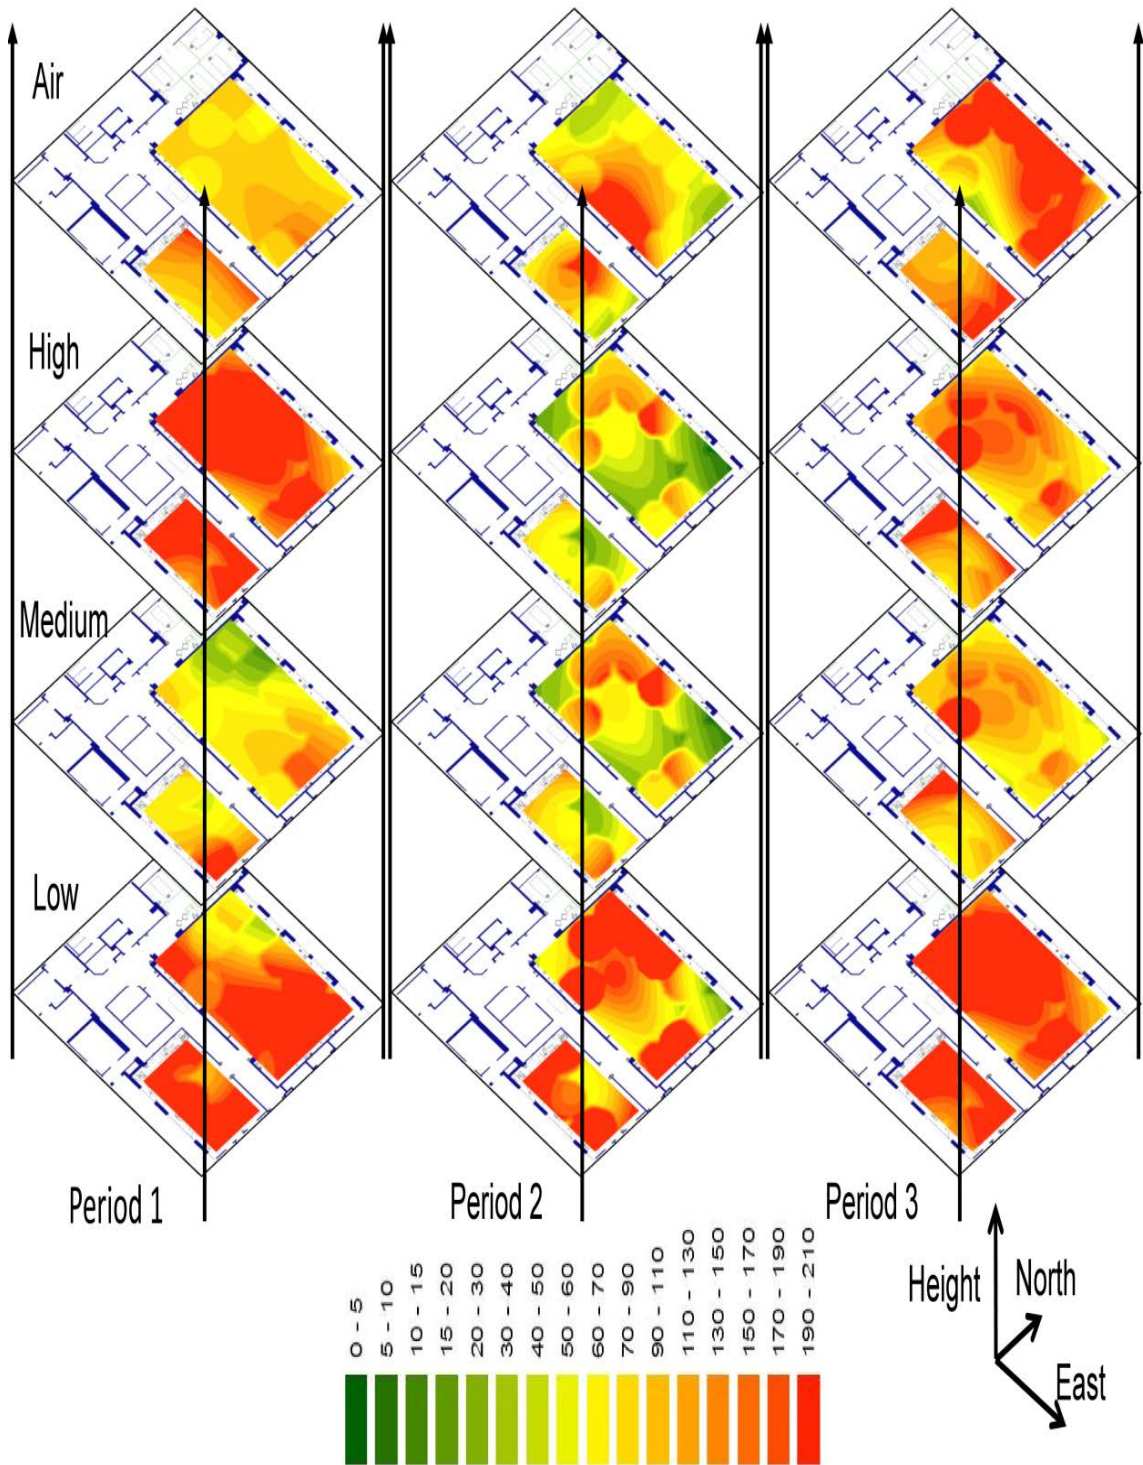 Air
High
Medium
Low
Period 1
Period 2
Period 3
0 - 5
5 - 10
10 - 15
15 - 20
20 - 30
30 - 40
40 - 50
50 - 60
60 - 70
70 - 90
90 - 110
110 - 130
130 - 150
150 - 170
170 - 190
190 - 210
Height
North
East